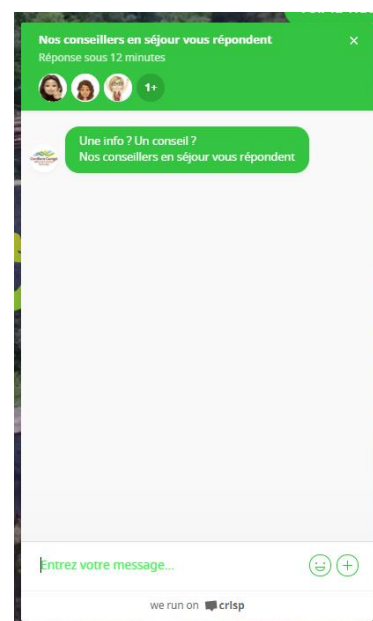 Nos conseillers en séjour vous répondent
Réponse sous 12 minutes
1+
Une info ? Un conseil ?
Nos conseillers en séjour vous répondent
Entrez votre message...
we run on crisp